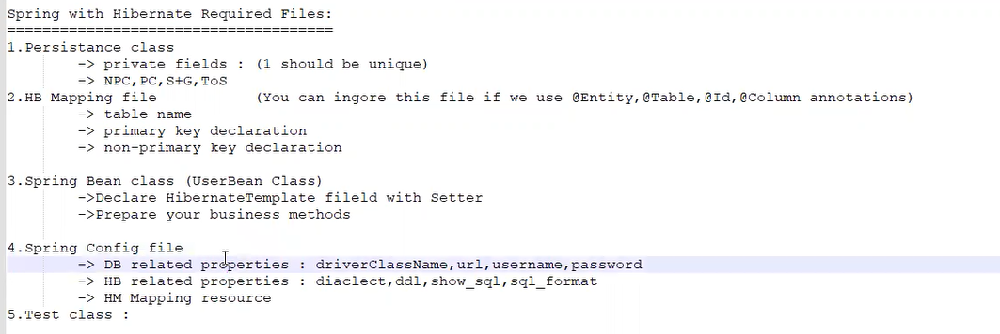 Spring with Hibernate Required Files:
=====================================
1.Persistance class
-> private fields : (1 should be unique)
-> NPC,PC,S+G,ToS
2.HB Mapping file (You can ingore this file if we use @Entity,@Table,@Id,@Column annotations)
-> table name
-> primary key declaration
-> non-primary key declaration
3.Spring Bean class (UserBean Class)
->Declare HibernateTemplate fileld with Setter
->Prepare your business methods
4.Spring Config file
-> DB related properties : driverClassName,url,username,password
-> HB related properties : diaclect,ddl,show_sql,sql_format
-> HM Mapping resource
5.Test class :